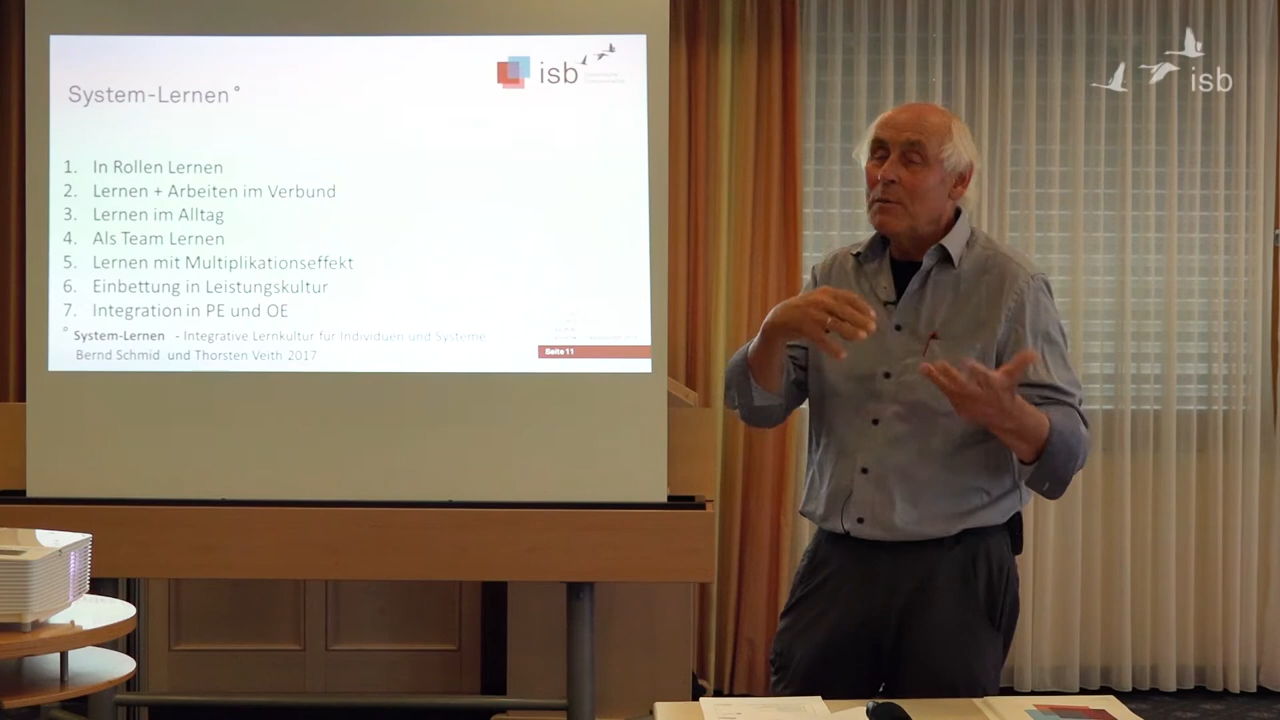 System-Lernen°
isb
1. In Rollen Lernen
2. Lernen + Arbeiten im Verbund
3. Lernen im Alltag
4. Als Team Lernen
5. Lernen mit Multiplikationseffekt
6. Einbettung in Leistungskultur
7. Integration in PE und OE
° System-Lernen - Integrative Lernkultur für Individuen und Systeme
Bernd Schmid und Thorsten Veith 2017
Seite 11
isb